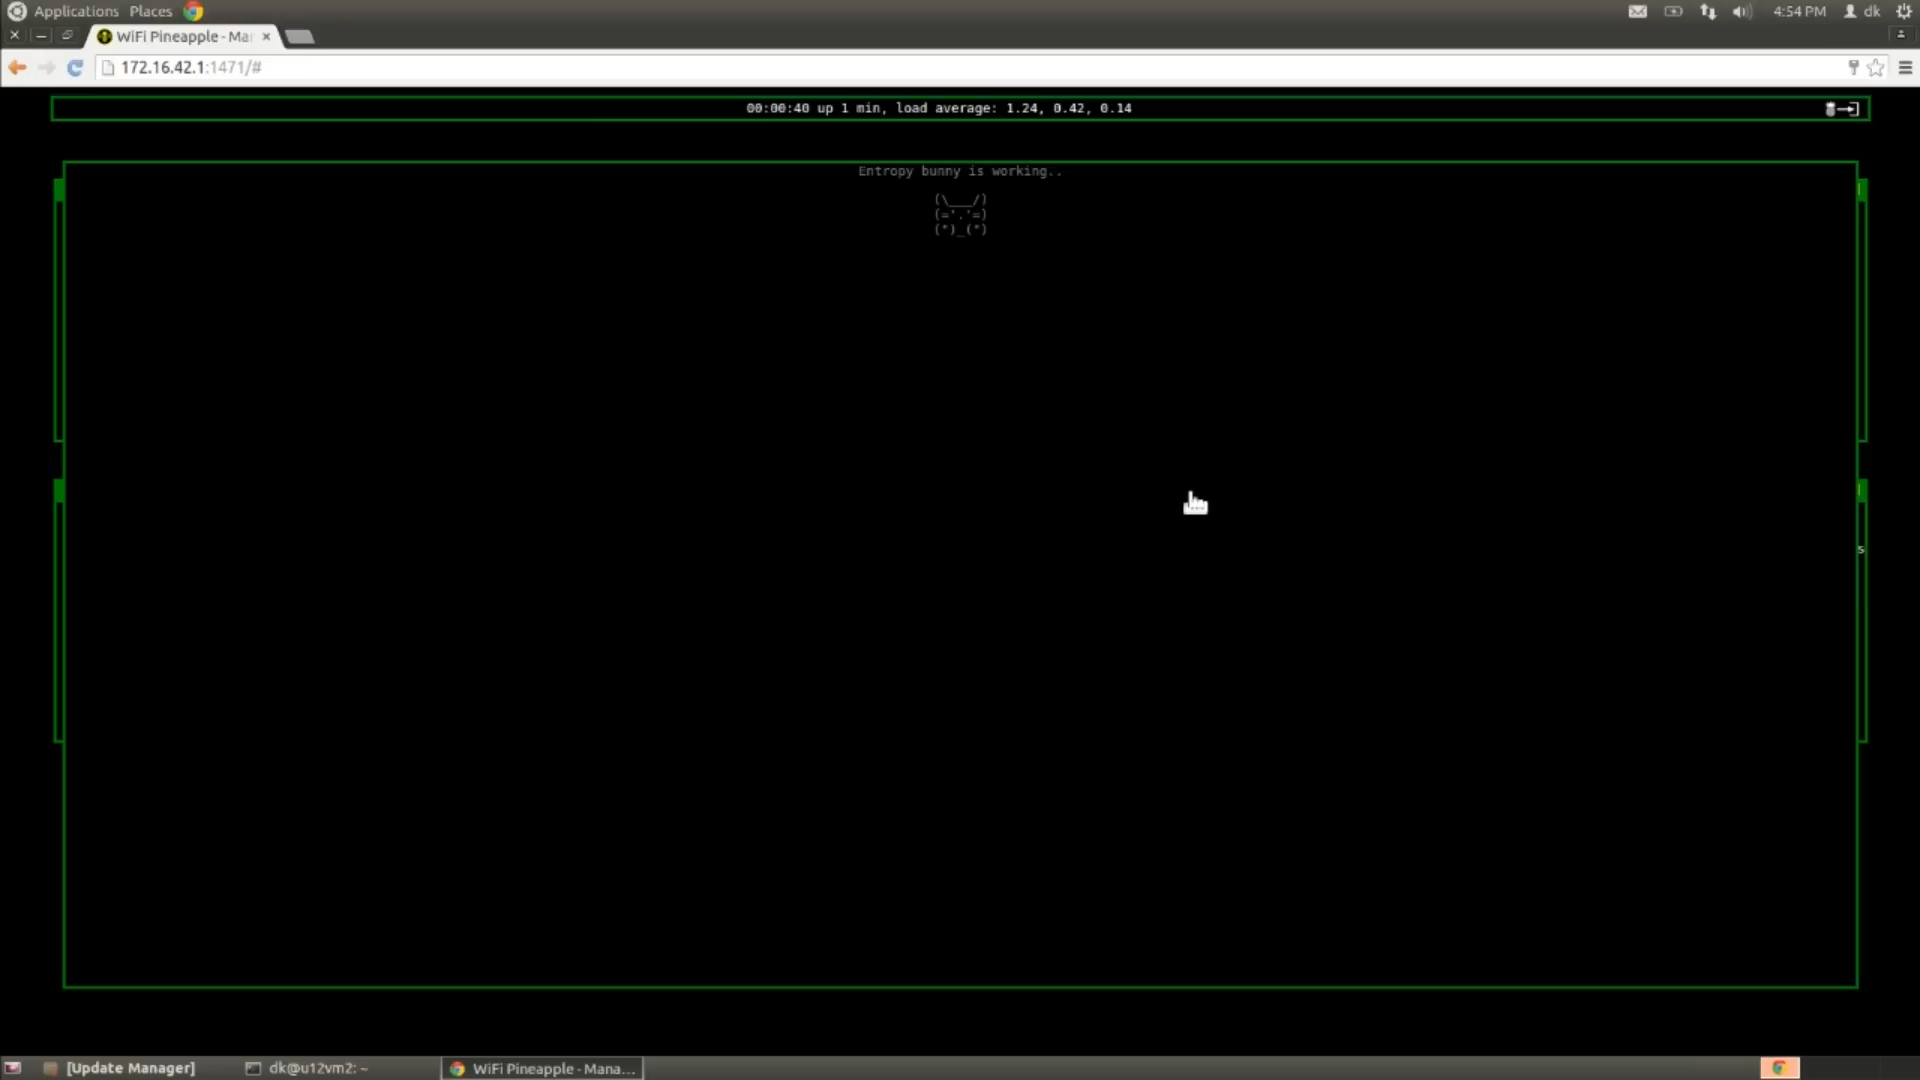 Applications Places
4:54 PM dk
WiFi Pineapple - Ma
172.16.42.1:1471/#
00:00:40 up 1 min, load average: 1.24, 0.42, 0.14
Entropy bunny is working..
(\___/)
(='.'=)
(")_(")
s
[Update Manager]
dk@u12vm2: ~
WiFi Pineapple - Mana...